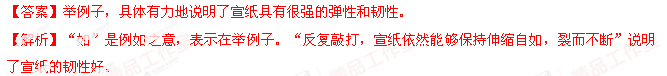 【答案】举例子，具体有力地说明了宣纸具有很强的弹性和韧性。
【解析】“如”是例如之意，表示在举例子。“反复敲打，宣纸依然能够保持伸缩自如，裂而不断”说明
了宣纸的韧性好。